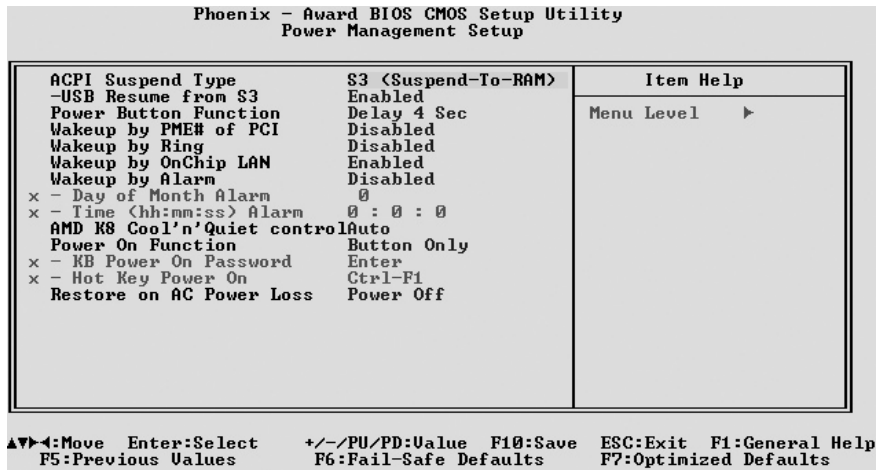 Phoenix - Award BIOS CMOS Setup Utility
Power Management Setup
ACPI Suspend Type S3 (Suspend-To-RAM)
-USB Resume from S3 Enabled
Power Button Function Delay 4 Sec
Wakeup by PME# of PCI Disabled
Wakeup by Ring Disabled
Wakeup by OnChip LAN Enabled
Wakeup by Alarm Disabled
x - Day of Month Alarm 0
x - Time (hh:mm:ss) Alarm 0 : 0 : 0
AMD K8 Cool'n'Quiet controlAuto
Power On Function Button Only
x - KB Power On Password Enter
x - Hot Key Power On Ctrl-F1
Restore on AC Power Loss Power Off
Item Help
Menu Level ►
▲▼►◄:Move Enter:Select +/-/PU/PD:Value F10:Save ESC:Exit F1:General Help
F5:Previous Values F6:Fail-Safe Defaults F7:Optimized Defaults